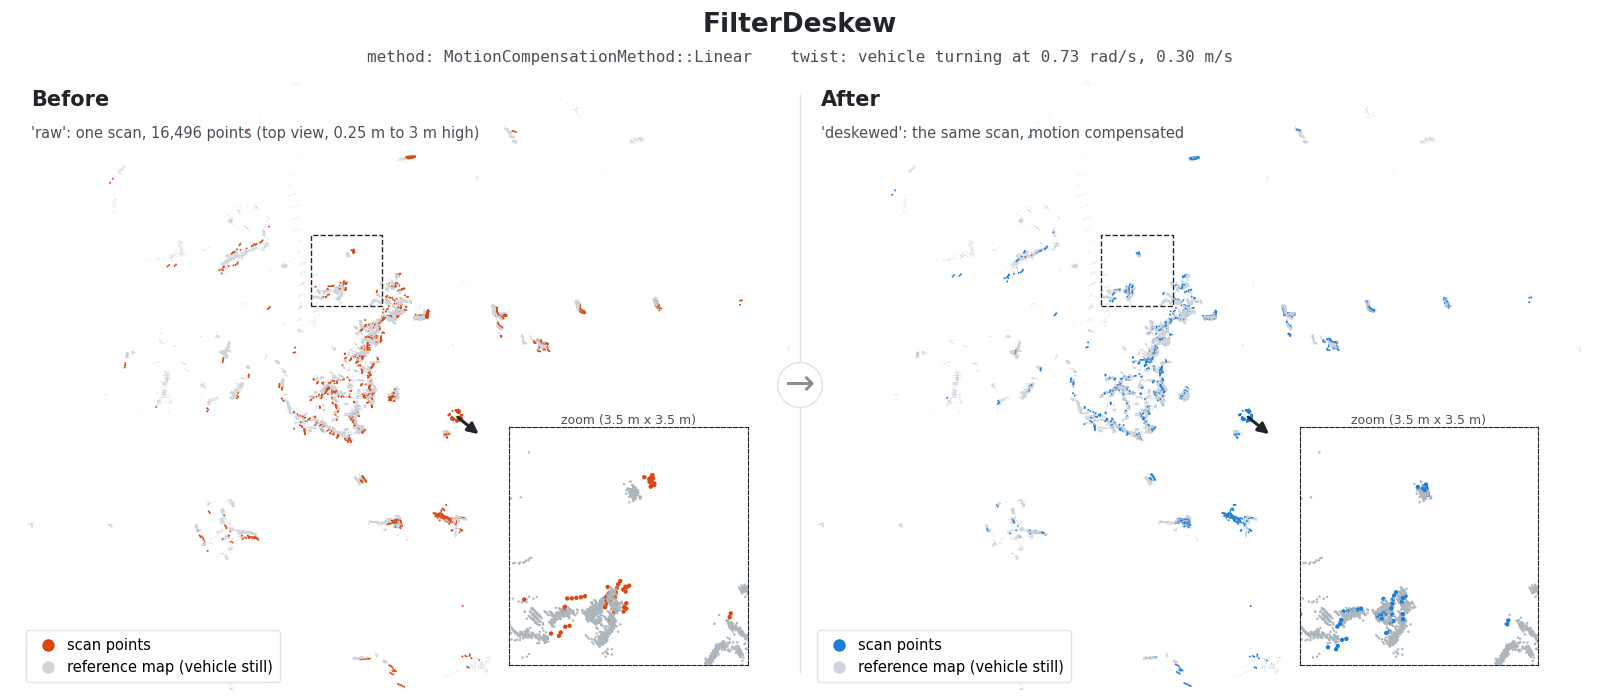 FilterDeskew
method: MotionCompensationMethod::Linear    twist: vehicle turning at 0.73 rad/s, 0.30 m/s
Before
'raw': one scan, 16,496 points (top view, 0.25 m to 3 m high)
zoom (3.5 m x 3.5 m)
scan points
reference map (vehicle still)
→
After
'deskewed': the same scan, motion compensated
zoom (3.5 m x 3.5 m)
scan points
reference map (vehicle still)